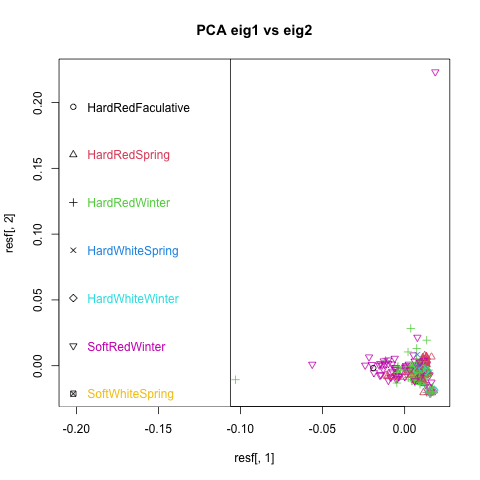 PCA eig1 vs eig2
resf[, 2]
0.20
0.15
0.10
0.05
0.00
HardRedFaculative
HardRedSpring
HardRedWinter
HardWhiteSpring
HardWhiteWinter
SoftRedWinter
SoftWhiteSpring
-0.20 -0.15 -0.10 -0.05 0.00
resf[, 1]